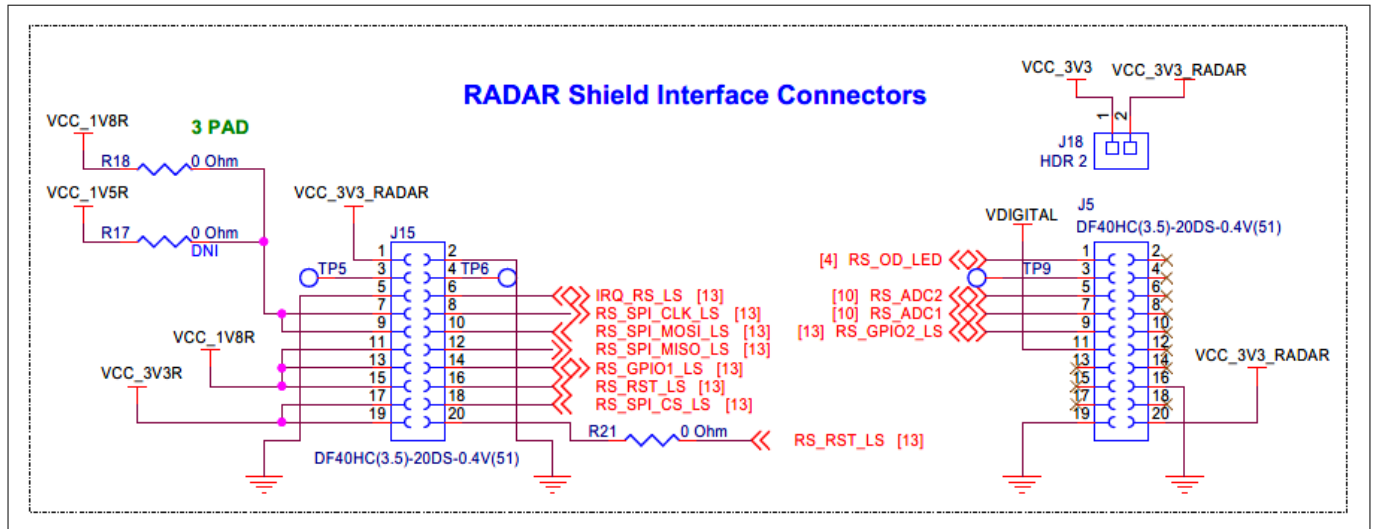 RADAR Shield Interface Connectors
VCC_3V3
VCC_3V3_RADAR
1
2
J18
HDR 2
VCC_1V8R
3 PAD
R18
0 Ohm
VCC_1V5R
R17
0 Ohm
DNI
VCC_3V3_RADAR
J15
1 2
TP5 3 4 TP6
5 6 IRQ_RS_LS [13]
7 8 RS_SPI_CLK_LS [13]
9 10 RS_SPI_MOSI_LS [13]
11 12 RS_SPI_MISO_LS [13]
13 14 RS_GPIO1_LS [13]
15 16 RS_RST_LS [13]
17 18 RS_SPI_CS_LS [13]
19 20
VCC_1V8R
VCC_3V3R
R21 0 Ohm RS_RST_LS [13]
DF40HC(3.5)-20DS-0.4V(51)
VDIGITAL
J5
DF40HC(3.5)-20DS-0.4V(51)
[4] RS_OD_LED 1 2
TP9 3 4
[10] RS_ADC2 5 6
[10] RS_ADC1 7 8
[13] RS_GPIO2_LS 9 10
11 12
13 14
15 16
17 18
19 20
VCC_3V3_RADAR